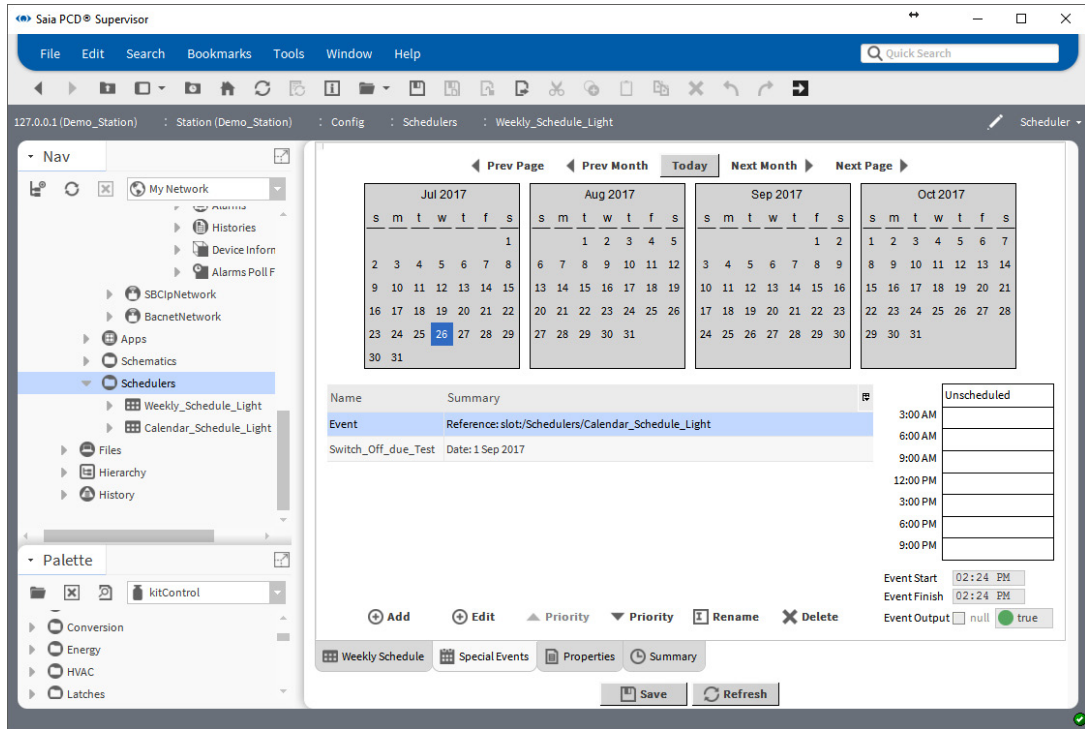 Saia PCD® Supervisor
File Edit Search Bookmarks Tools Window Help
Quick Search
127.0.0.1 (Demo_Station) : Station (Demo_Station) : Config : Schedulers : Weekly_Schedule_Light
Scheduler
Nav
My Network
Alarms
Histories
Device Inforn
Alarms Poll F
SBCIpNetwork
BacnetNetwork
Apps
Schematics
Schedulers
Weekly_Schedule_Light
Calendar_Schedule_Light
Files
Hierarchy
History
Palette
kitControl
Conversion
Energy
HVAC
Latches
Prev Page Prev Month Today Next Month Next Page
Jul 2017
s m t w t f s
1
2 3 4 5 6 7 8
9 10 11 12 13 14 15
16 17 18 19 20 21 22
23 24 25 26 27 28 29
30 31
Aug 2017
s m t w t f s
1 2 3 4 5
6 7 8 9 10 11 12
13 14 15 16 17 18 19
20 21 22 23 24 25 26
27 28 29 30 31
Sep 2017
s m t w t f s
1 2
3 4 5 6 7 8 9
10 11 12 13 14 15 16
17 18 19 20 21 22 23
24 25 26 27 28 29 30
Oct 2017
s m t w t f s
1 2 3 4 5 6 7
8 9 10 11 12 13 14
15 16 17 18 19 20 21
22 23 24 25 26 27 28
29 30 31
Name Summary
Event Reference: slot:/Schedulers/Calendar_Schedule_Light
Switch_Off_due_Test Date: 1 Sep 2017
Unscheduled
3:00 AM
6:00 AM
9:00 AM
12:00 PM
3:00 PM
6:00 PM
9:00 PM
Event Start 02:24 PM
Event Finish 02:24 PM
Event Output null true
Add Edit Priority Priority Rename Delete
Weekly Schedule Special Events Properties Summary
Save Refresh